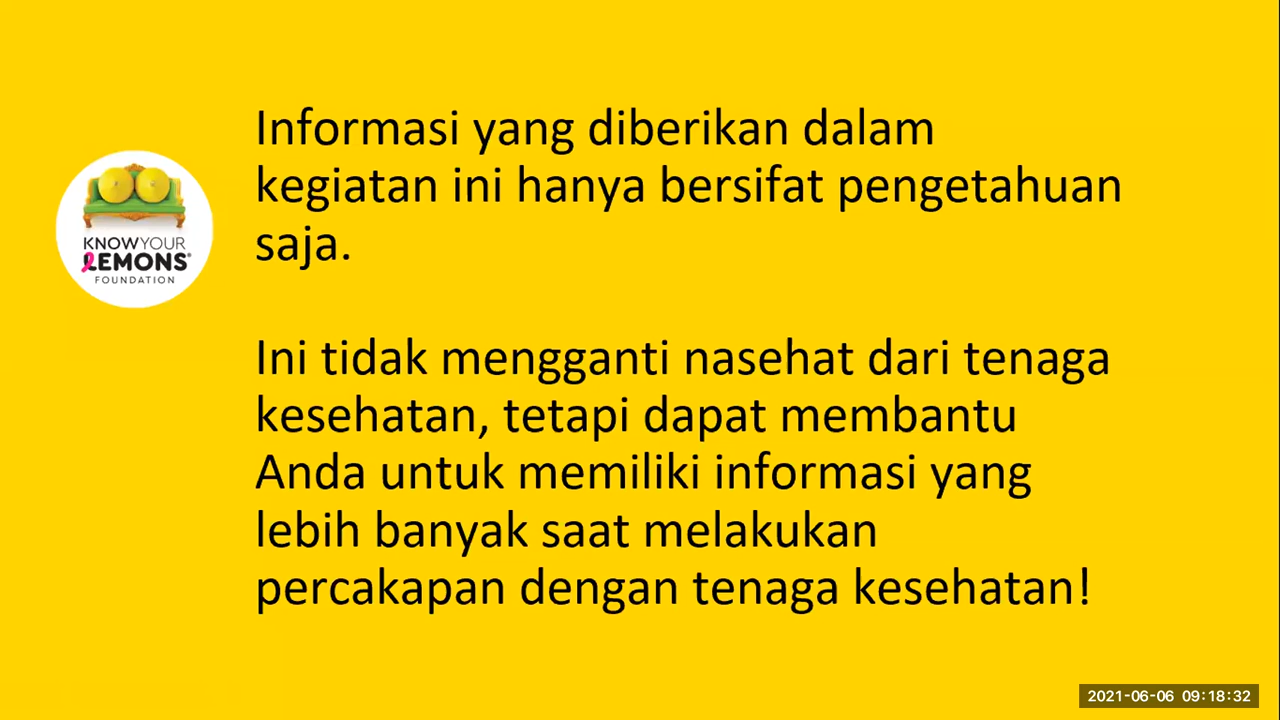 Informasi yang diberikan dalam
kegiatan ini hanya bersifat pengetahuan
saja.
KNOWYOUR
LEMONS®
FOUNDATION
Ini tidak mengganti nasehat dari tenaga
kesehatan, tetapi dapat membantu
Anda untuk memiliki informasi yang
lebih banyak saat melakukan
percakapan dengan tenaga kesehatan!
2021-06-06 09:18:32